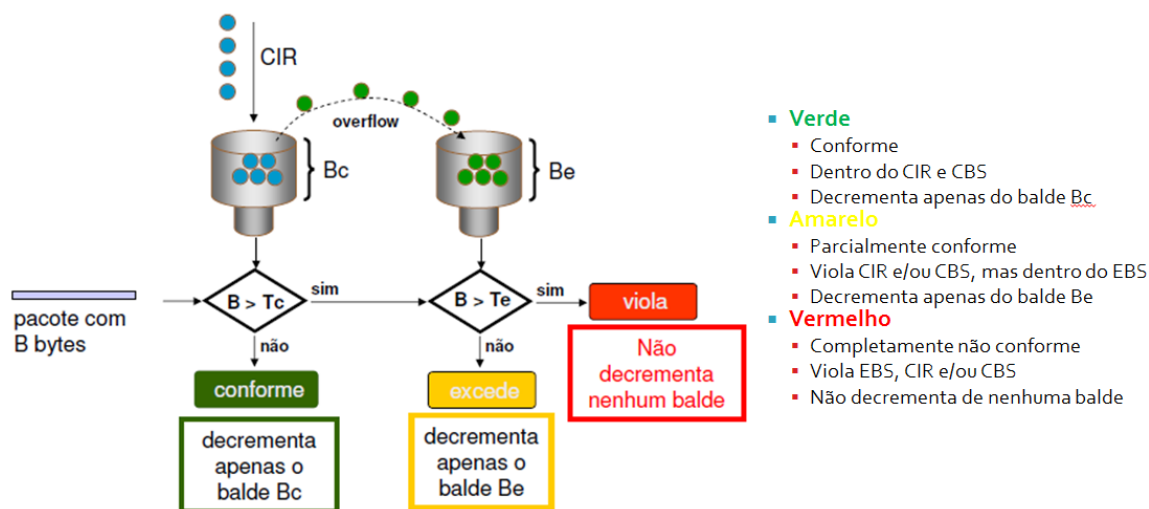 CIR
overflow
Bc
Be
B > Tc
sim
B > Te
sim
viola
pacote com
B bytes
não
não
conforme
excede
Não
decrementa
nenhum balde
decrementa
apenas o
balde Bc
decrementa
apenas o
balde Be
Verde
Conforme
Dentro do CIR e CBS
Decrementa apenas do balde Bc
Amarelo
Parcialmente conforme
Viola CIR e/ou CBS, mas dentro do EBS
Decrementa apenas do balde Be
Vermelho
Completamente não conforme
Viola EBS, CIR e/ou CBS
Não decrementa de nenhuma balde